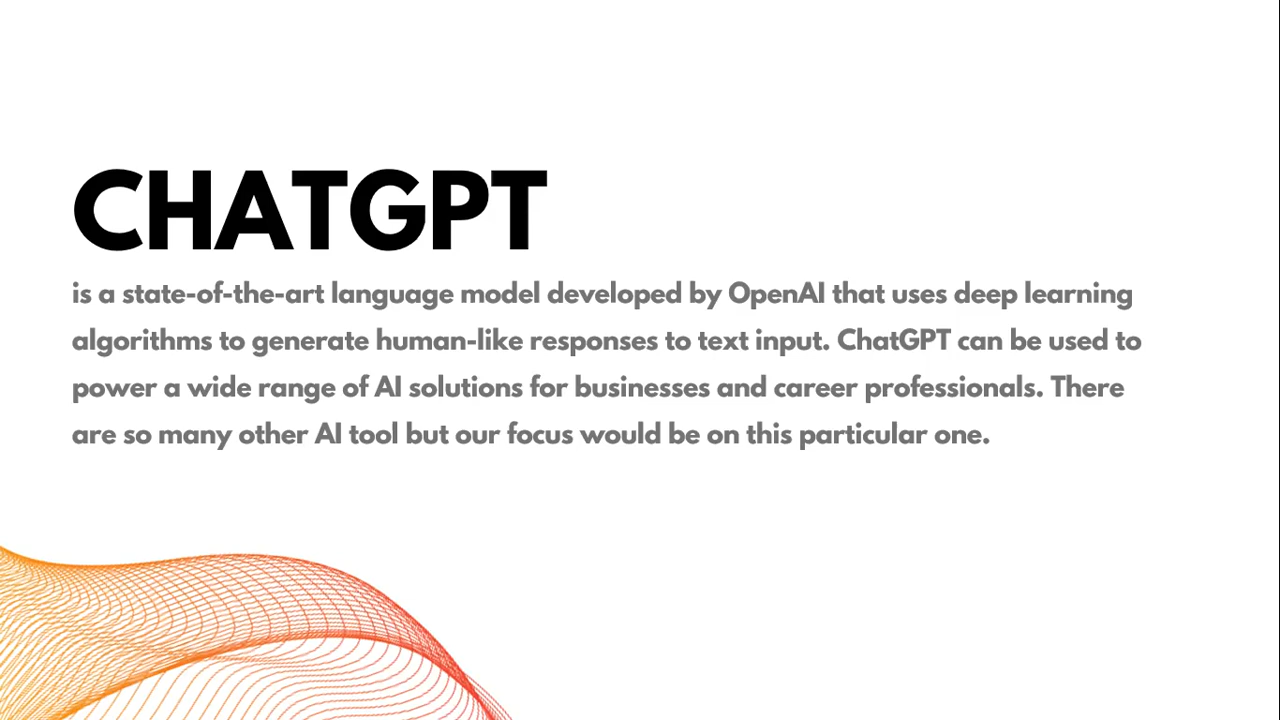 CHATGPT
is a state-of-the-art language model developed by OpenAI that uses deep learning
algorithms to generate human-like responses to text input. ChatGPT can be used to
power a wide range of AI solutions for businesses and career professionals. There
are so many other AI tool but our focus would be on this particular one.